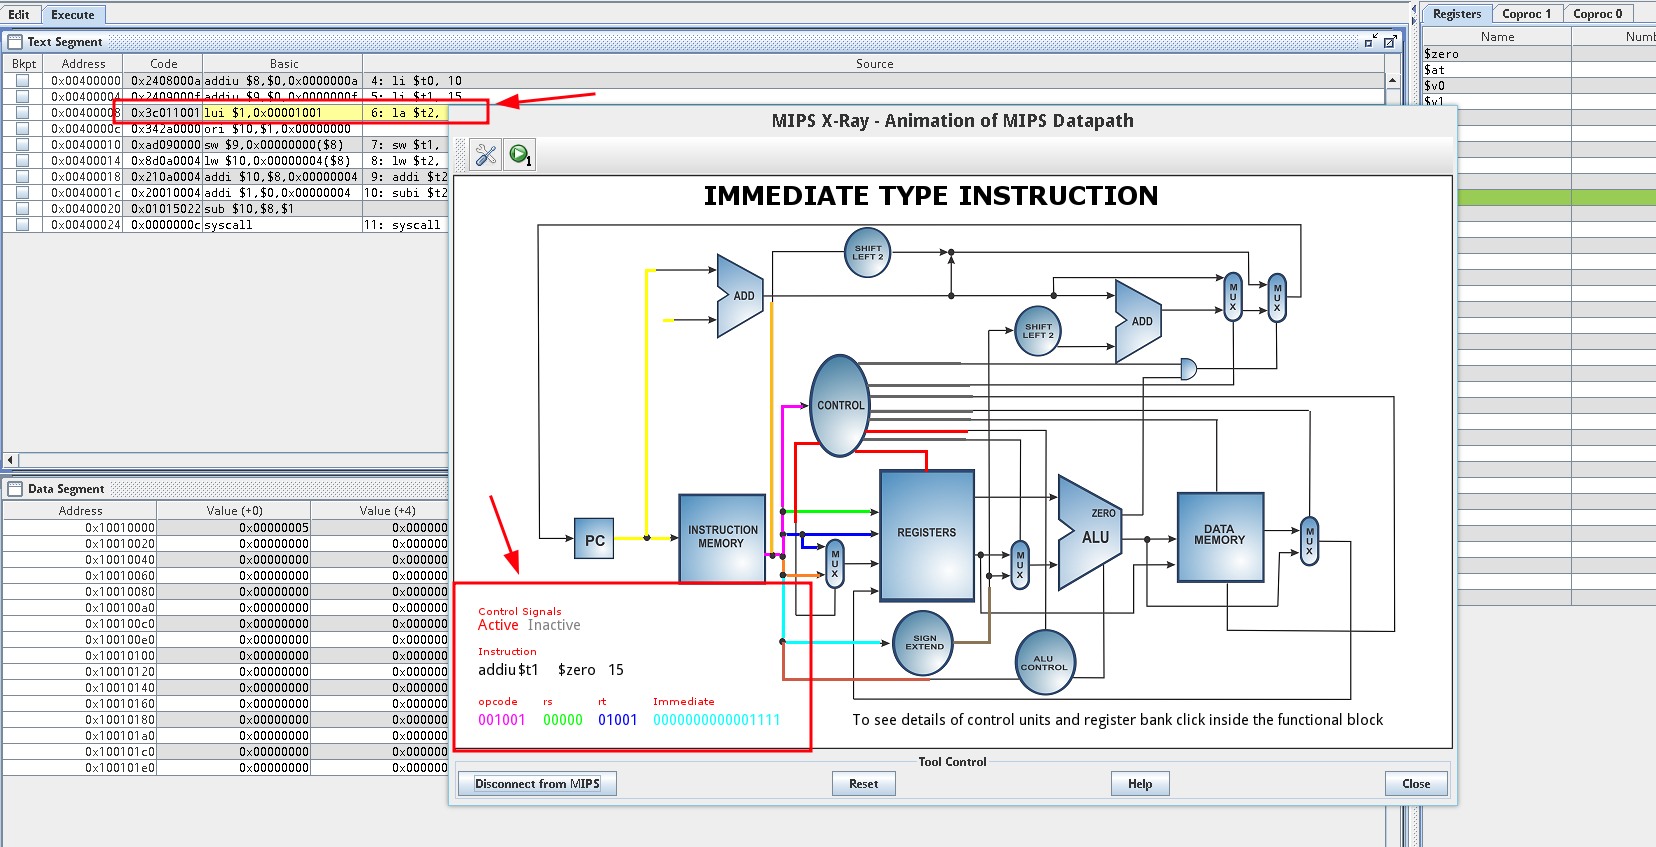 Edit Execute
Text Segment
Bkpt Address Code Basic Source
0x00400000 0x2408000a addiu $8,$0,0x0000000a 4: li $t0, 10
0x00400004 0x2409000f addiu $9,$0,0x0000000f 5: li $t1, 15
0x00400008 0x3c011001 lui $1,0x00001001 6: la $t2,
0x0040000c 0x342a0000 ori $10,$1,0x00000000
0x00400010 0xad090000 sw $9,0x00000000($8) 7: sw $t1,
0x00400014 0x8d0a0004 lw $10,0x00000004($8) 8: lw $t2,
0x00400018 0x210a0004 addi $10,$8,0x00000004 9: addi $t2
0x0040001c 0x20010004 addi $1,$0,0x00000004 10: subi $t2
0x00400020 0x01015022 sub $10,$8,$1
0x00400024 0x0000000c syscall 11: syscall
Data Segment
Address Value (+0) Value (+4)
0x10010000 0x00000005 0x000000
0x10010020 0x00000000 0x000000
0x10010040 0x00000000 0x000000
0x10010060 0x00000000 0x000000
0x10010080 0x00000000 0x000000
0x100100a0 0x00000000 0x000000
0x100100c0 0x00000000 0x000000
0x100100e0 0x00000000 0x000000
0x10010100 0x00000000 0x000000
0x10010120 0x00000000 0x000000
0x10010140 0x00000000 0x000000
0x10010160 0x00000000 0x000000
0x10010180 0x00000000 0x000000
0x100101a0 0x00000000 0x000000
0x100101c0 0x00000000 0x000000
0x100101e0 0x00000000 0x000000
MIPS X-Ray - Animation of MIPS Datapath
1
IMMEDIATE TYPE INSTRUCTION
SHIFT
LEFT 2
ADD
MUX
MUX
SHIFT
LEFT 2
ADD
CONTROL
PC
INSTRUCTION
MEMORY
MUX
REGISTERS
MUX
ZERO
ALU
DATA
MEMORY
MUX
SIGN
EXTEND
ALU
CONTROL
Control Signals
Active Inactive
Instruction
addiu $t1 $zero 15
opcode rs rt Immediate
001001 00000 01001 0000000000001111
To see details of control units and register bank click inside the functional block
Tool Control
Disconnect from MIPS Reset Help Close
Registers Coproc 1 Coproc 0
Name Numb
$zero
$at
$v0
$v1